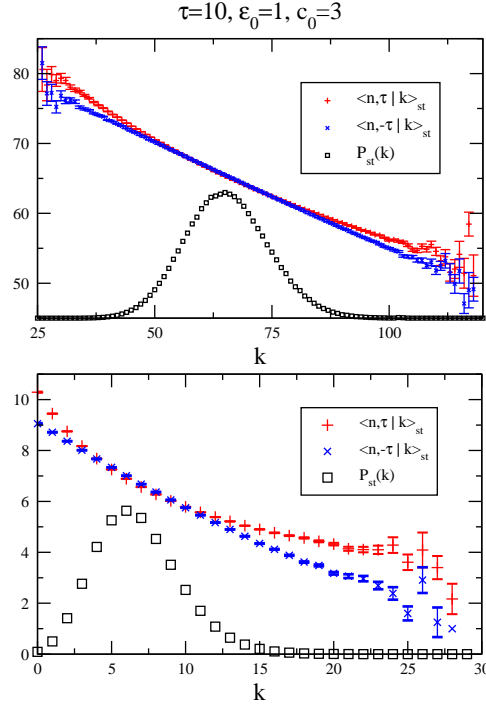 τ=10, ε₀=1, c₀=3
80
70
60
50
<n,τ | k>st
<n,-τ | k>st
Pst(k)
25
50
75
100
k
10
8
6
4
2
0
<n,τ | k>st
<n,-τ | k>st
Pst(k)
0
5
10
15
20
25
30
k